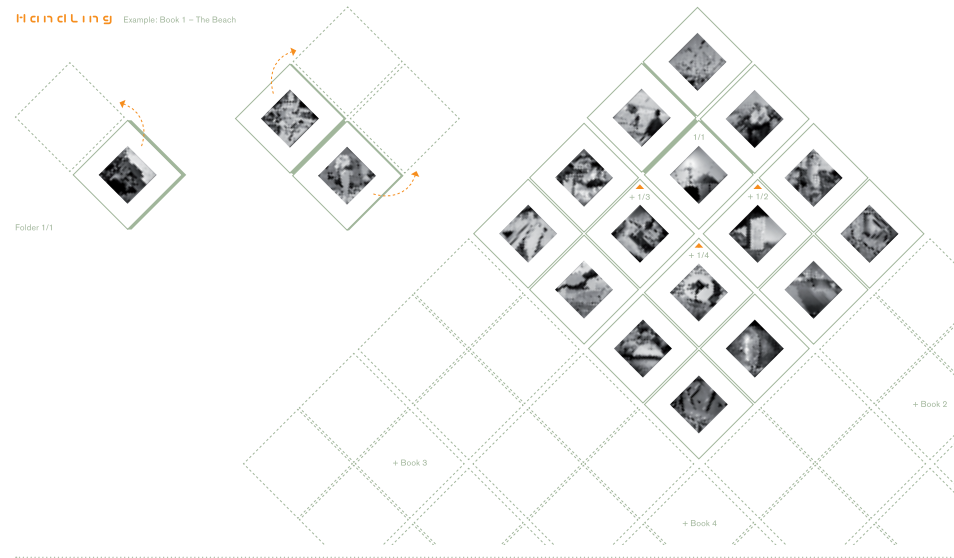 HandLing
Example: Book 1 – The Beach
1/1
+ 1/3
+ 1/2
Folder 1/1
+ 1/4
+ Book 2
+ Book 3
+ Book 4